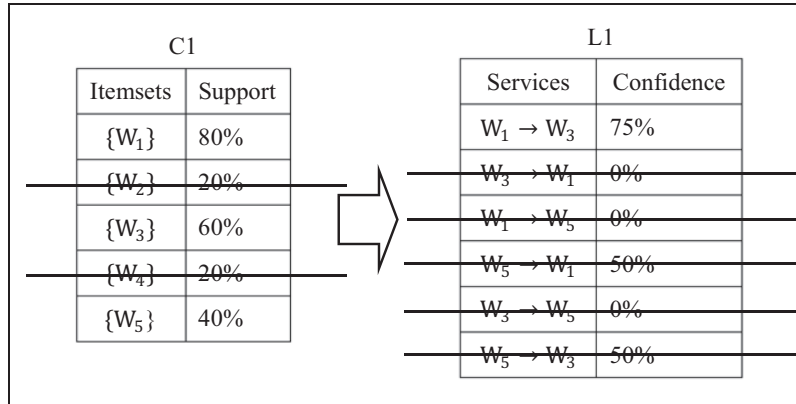 C1
Itemsets Support
{W₁} 80%
{W₂} 20%
{W₃} 60%
{W₄} 20%
{W₅} 40%
L1
Services Confidence
W₁ → W₃ 75%
W₃ → W₁ 0%
W₁ → W₅ 0%
W₅ → W₁ 50%
W₃ → W₅ 0%
W₅ → W₃ 50%